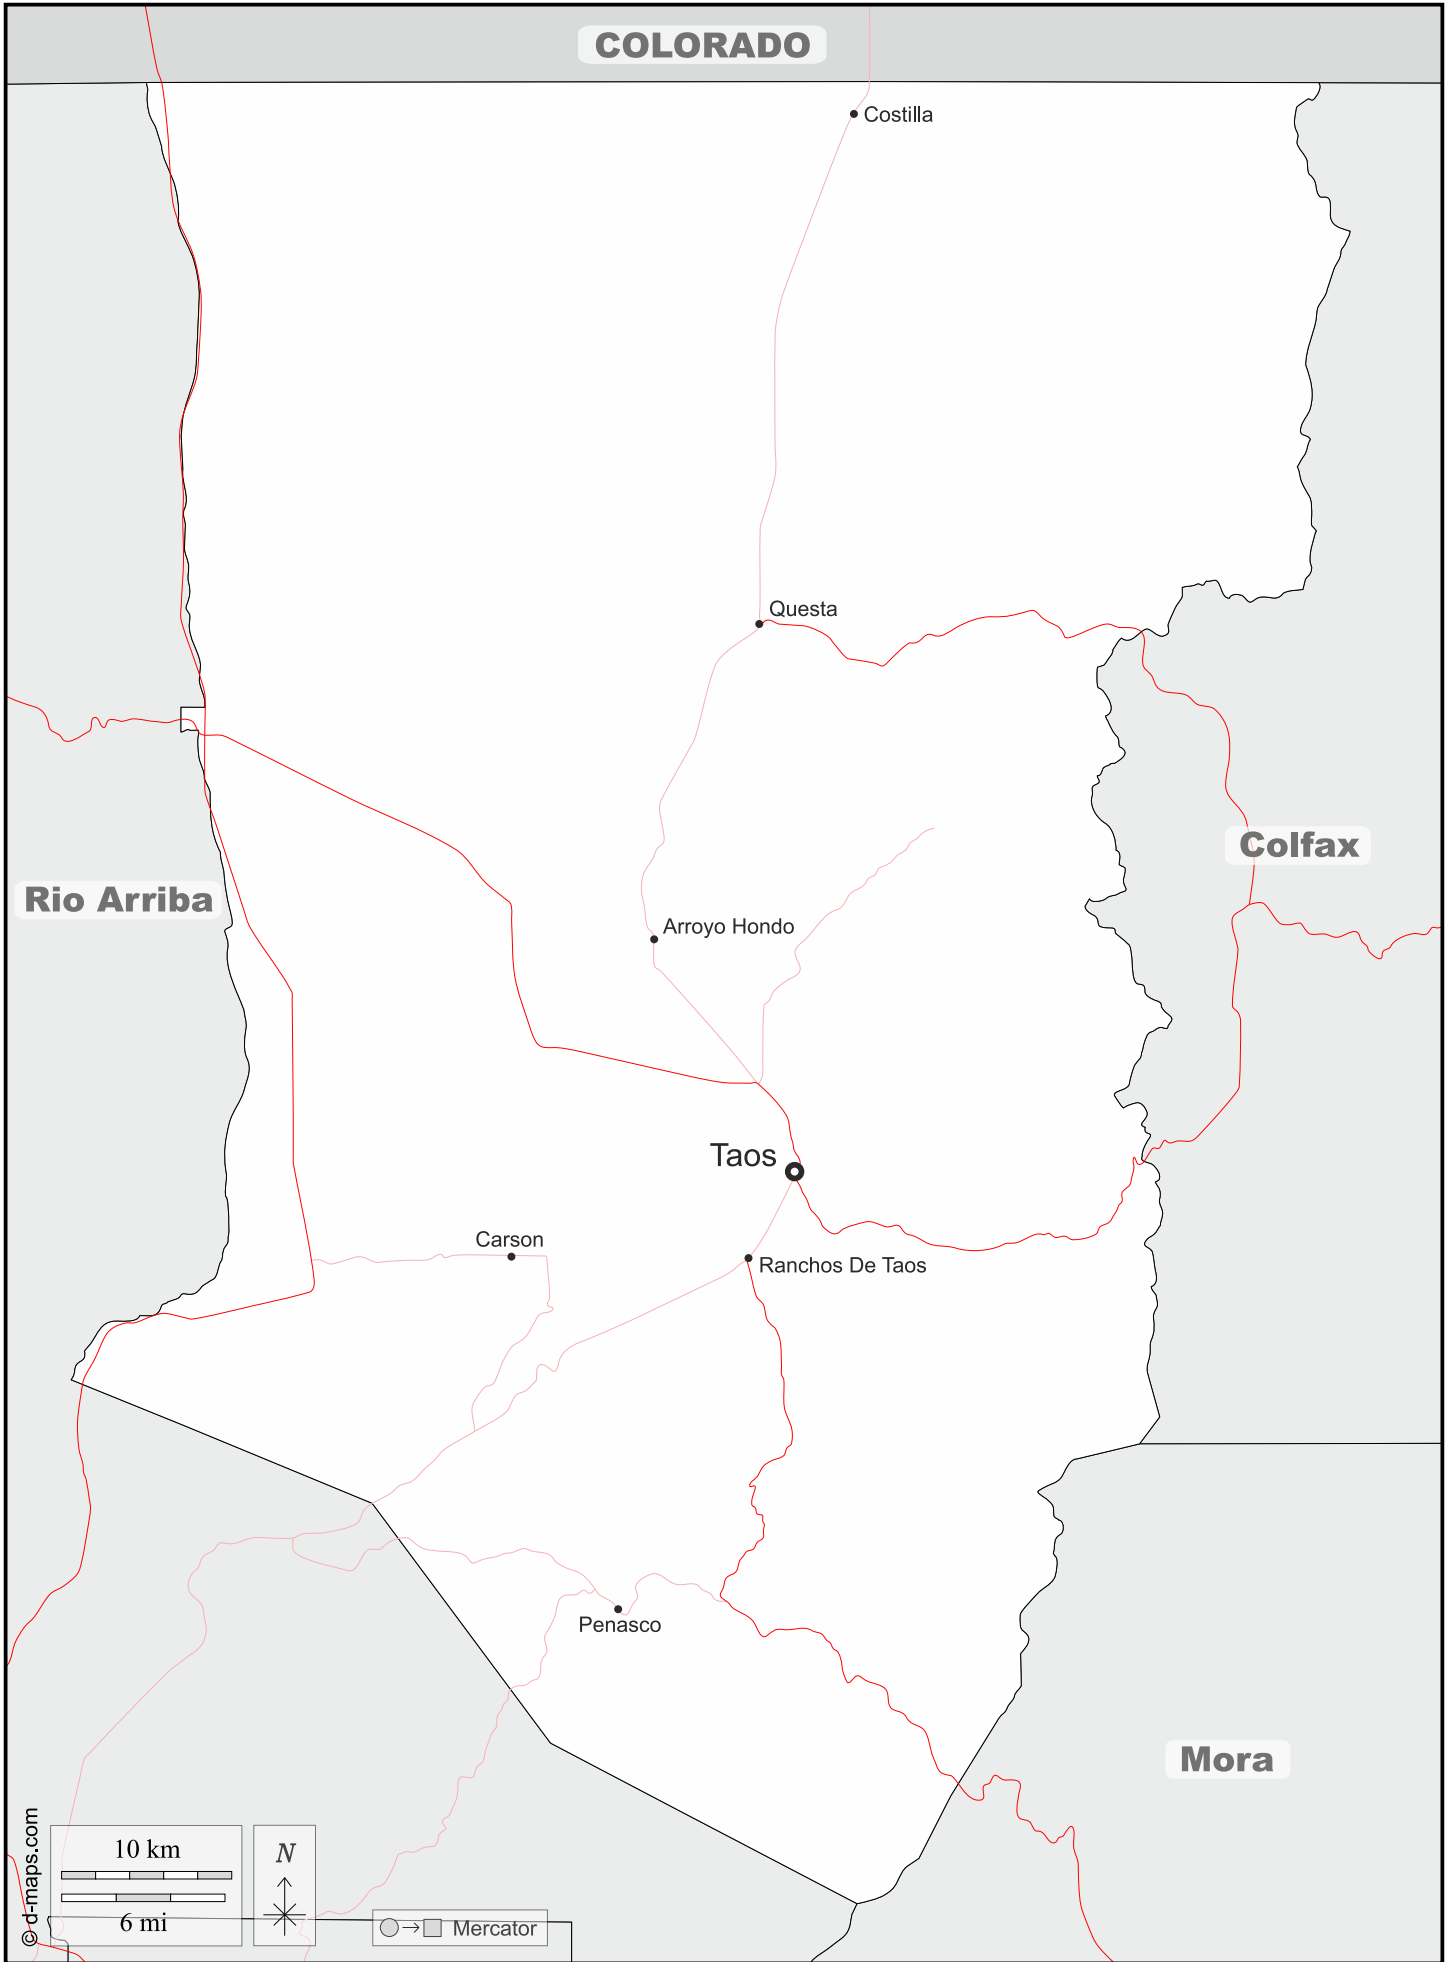 COLORADO
Costilla
Questa
Colfax
Rio Arriba
Arroyo Hondo
Taos
Carson
Ranchos De Taos
Penasco
Mora
© d-maps.com
10 km
6 mi
N
Mercator